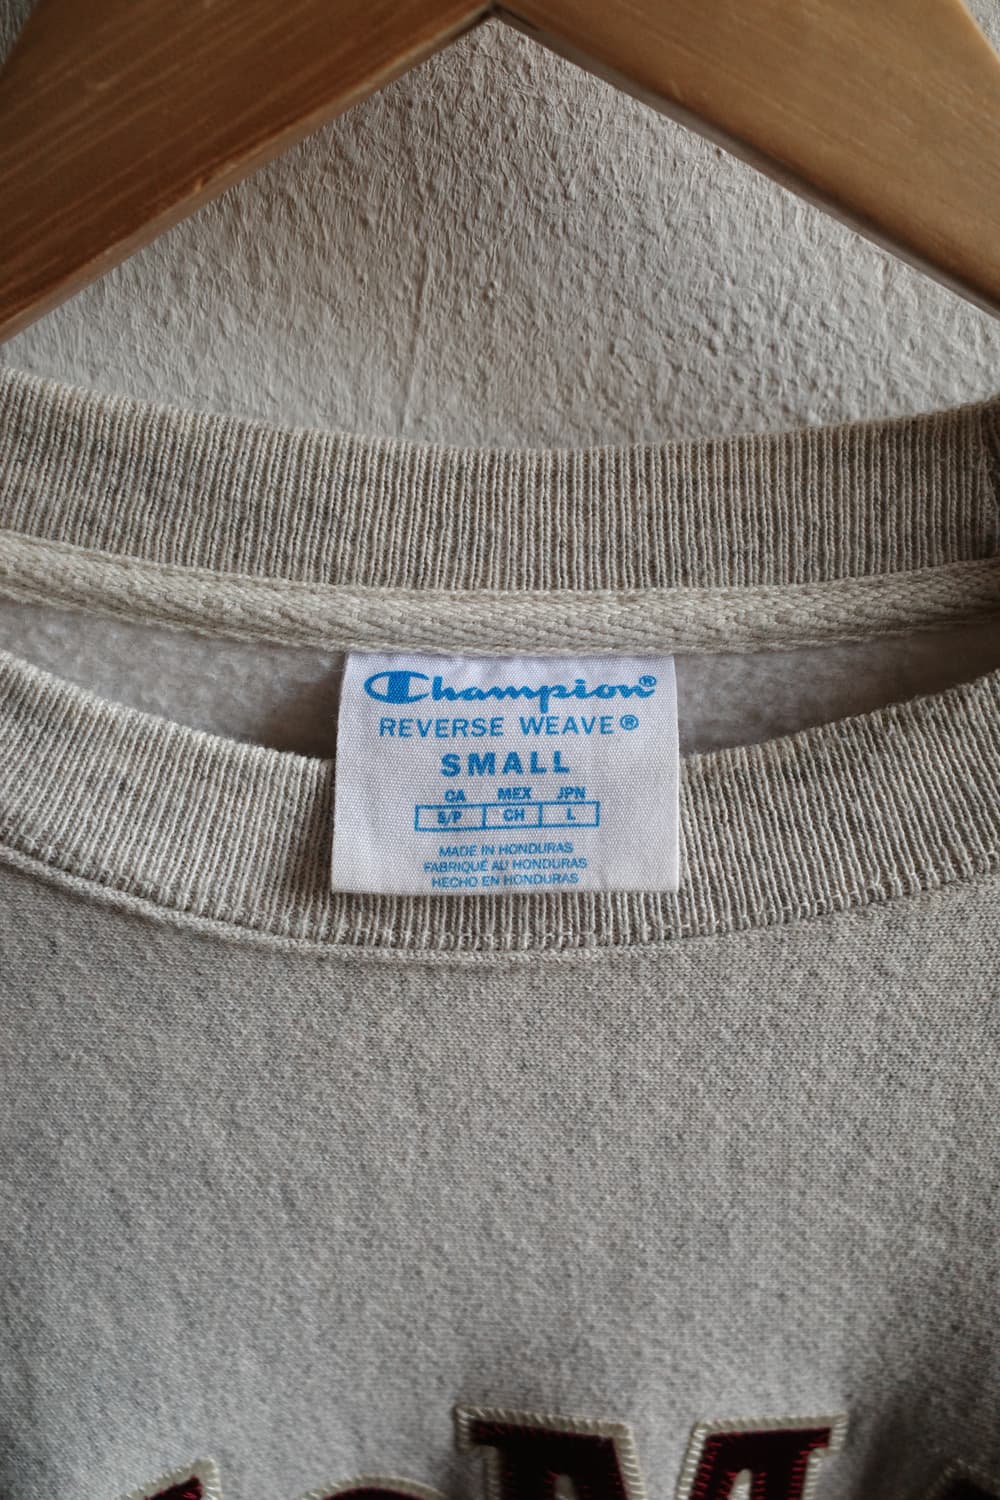 Champion®
REVERSE WEAVE®
SMALL
CA MEX JPN
S/P CH L
MADE IN HONDURAS
FABRIQUÉ AU HONDURAS
HECHO EN HONDURAS
M